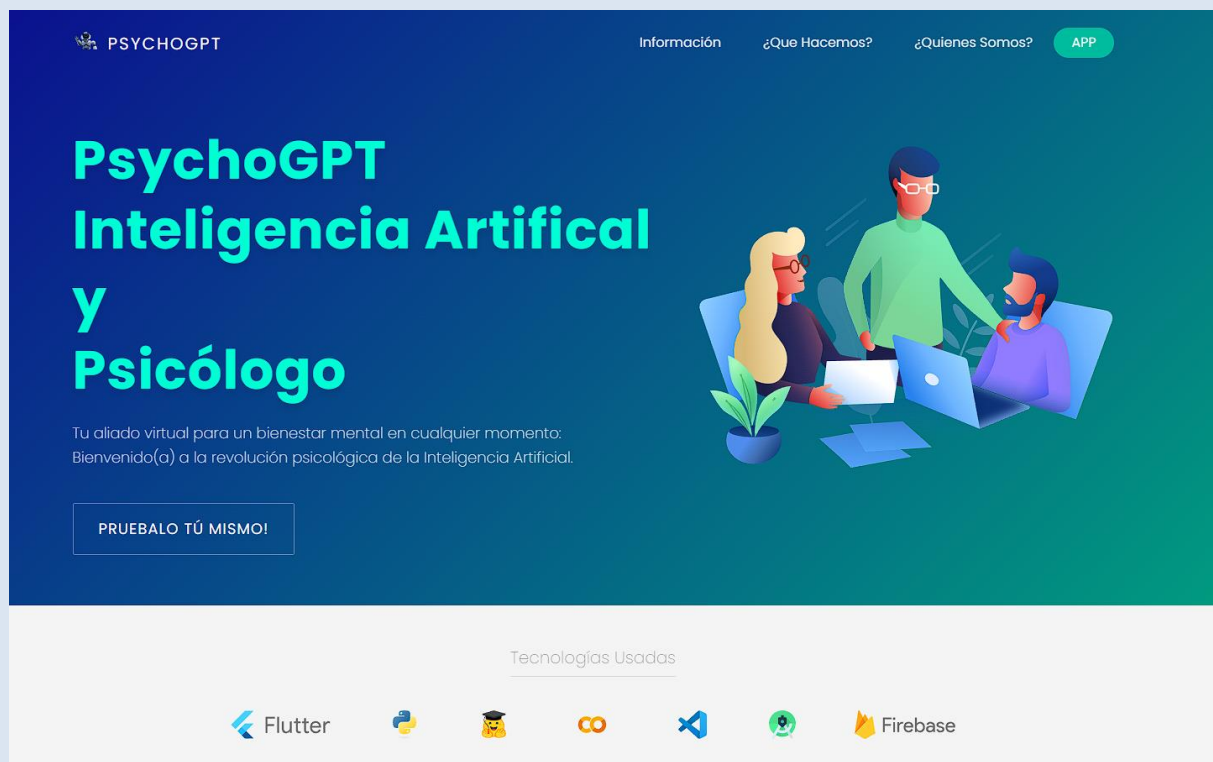 PSYCHOGPT
Información
¿Que Hacemos?
¿Quienes Somos?
APP
PsychoGPT
Inteligencia Artifical
y
Psicólogo
Tu aliado virtual para un bienestar mental en cualquier momento:
Bienvenido(a) a la revolución psicológica de la Inteligencia Artificial.
PRUEBALO TÚ MISMO!
Tecnologías Usadas
Flutter
Firebase